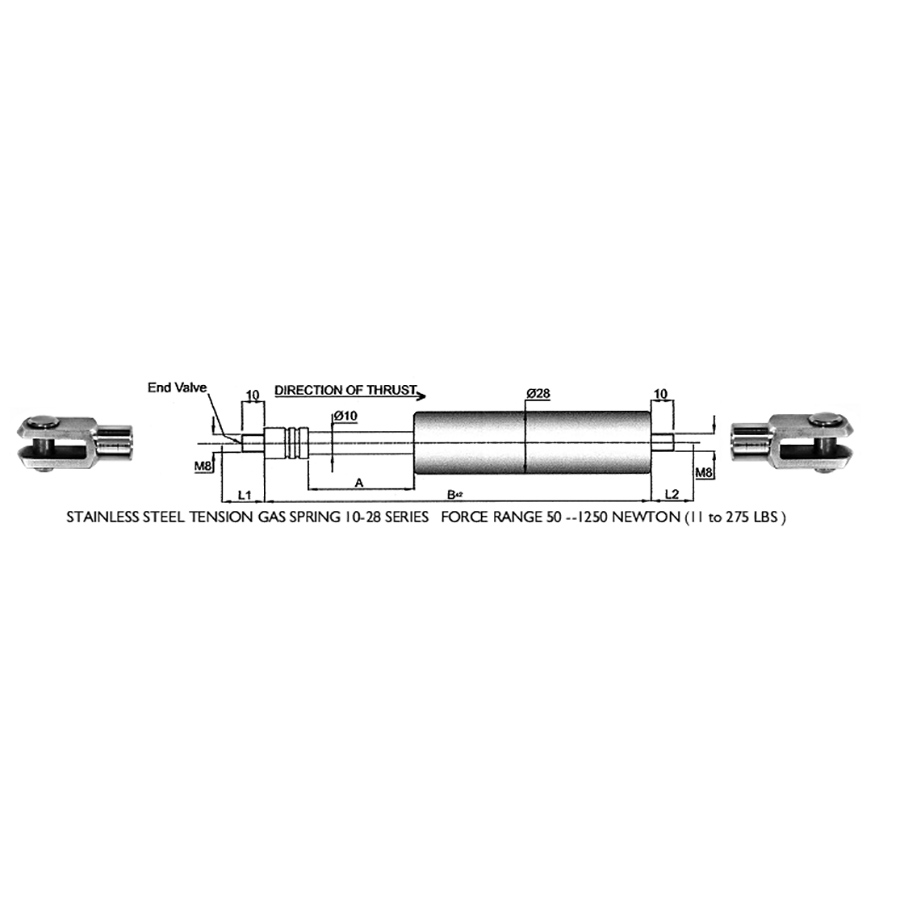 End Valve
10
DIRECTION OF THRUST
Ø10
Ø28
10
M8
M8
A
L1
B±2
L2
STAINLESS STEEL TENSION GAS SPRING 10-28 SERIES FORCE RANGE 50 --1250 NEWTON (11 to 275 LBS )